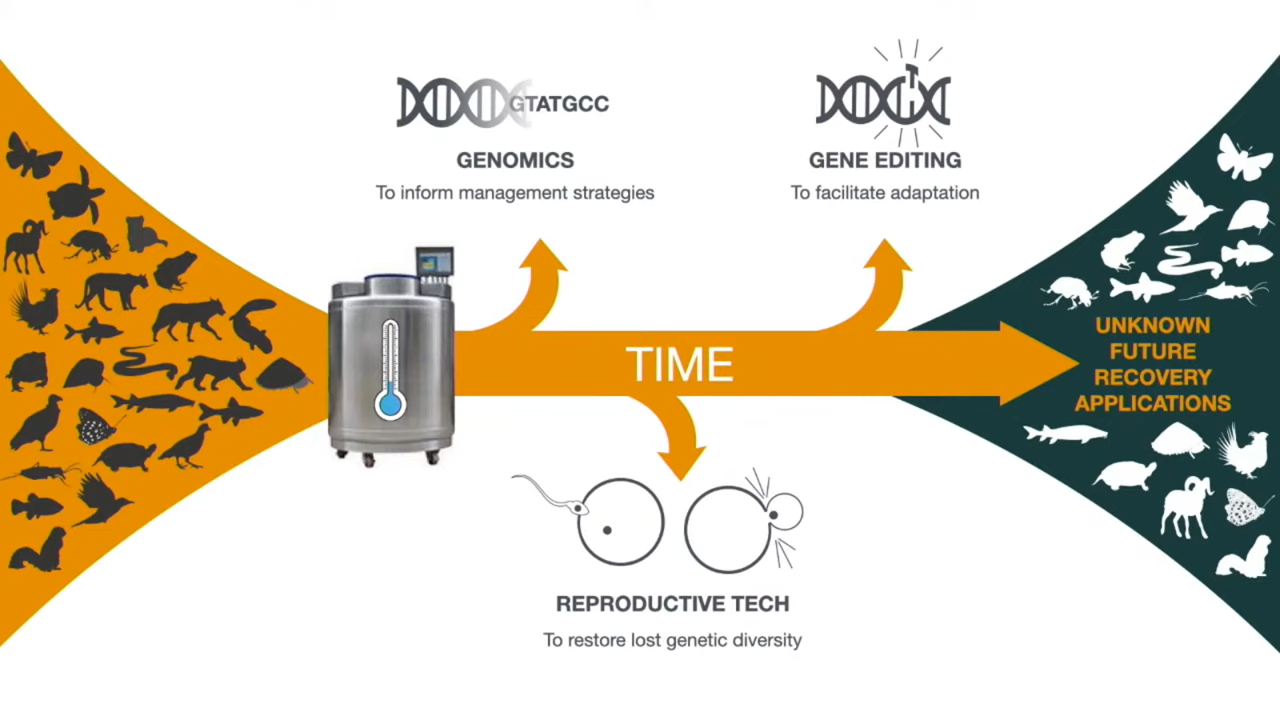 GTATGCC
GENOMICS
To inform management strategies
T
GENE EDITING
To facilitate adaptation
TIME
UNKNOWN
FUTURE
RECOVERY
APPLICATIONS
REPRODUCTIVE TECH
To restore lost genetic diversity